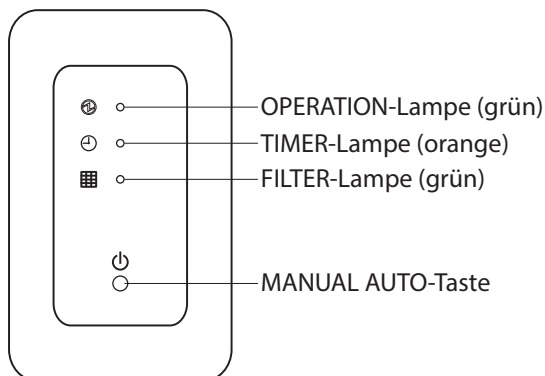 OPERATION-Lampe (grün)
TIMER-Lampe (orange)
FILTER-Lampe (grün)
MANUAL AUTO-Taste